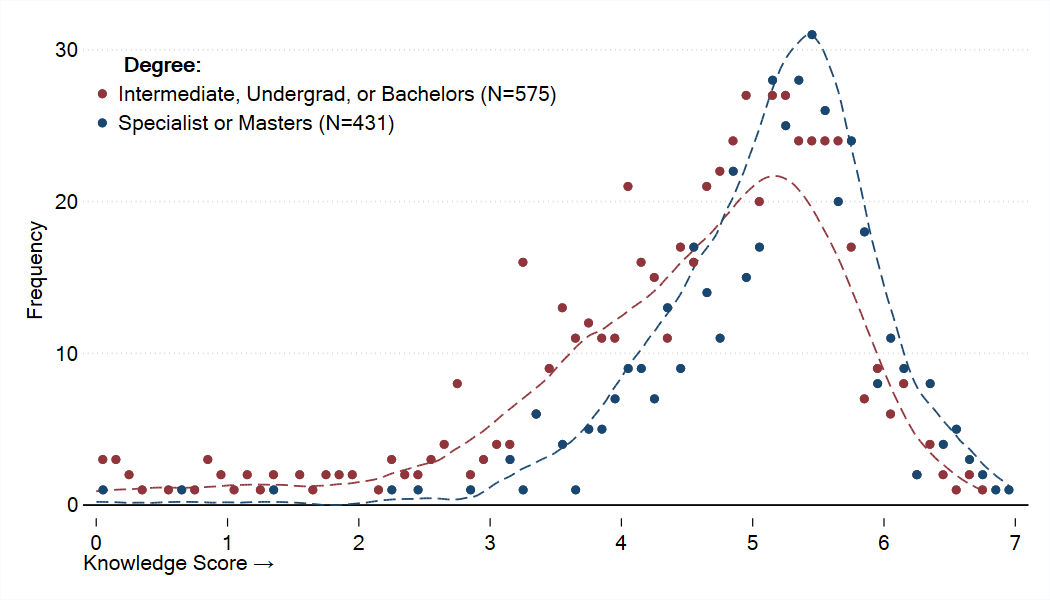 Degree:
Intermediate, Undergrad, or Bachelors (N=575)
Specialist or Masters (N=431)
Frequency
30
20
10
0
0 1 2 3 4 5 6 7
Knowledge Score →